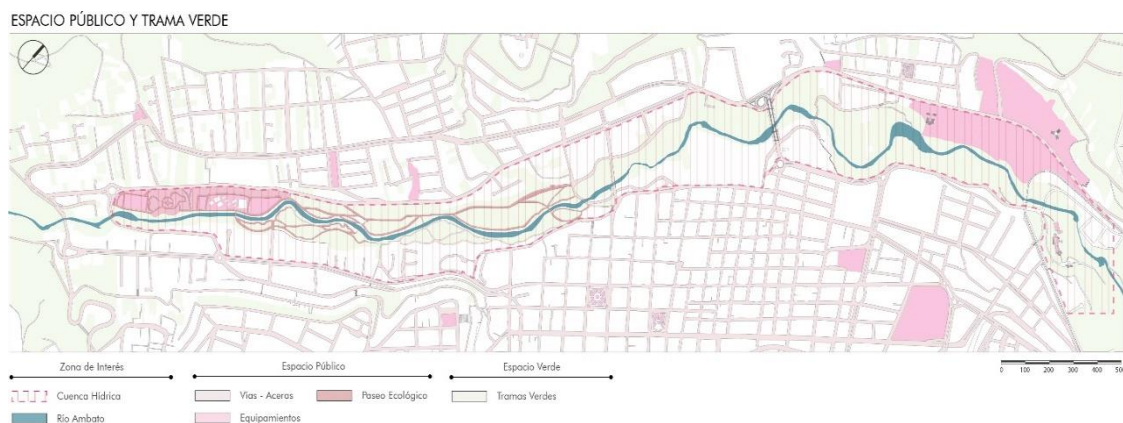 ESPACIO PÚBLICO Y TRAMA VERDE
Zona de Interés
Espacio Público
Espacio Verde
Cuenca Hídrica
Vias - Aceras
Paseo Ecológico
Tramas Verdes
Río Ambato
Equipamientos
0 100 200 300 400 500